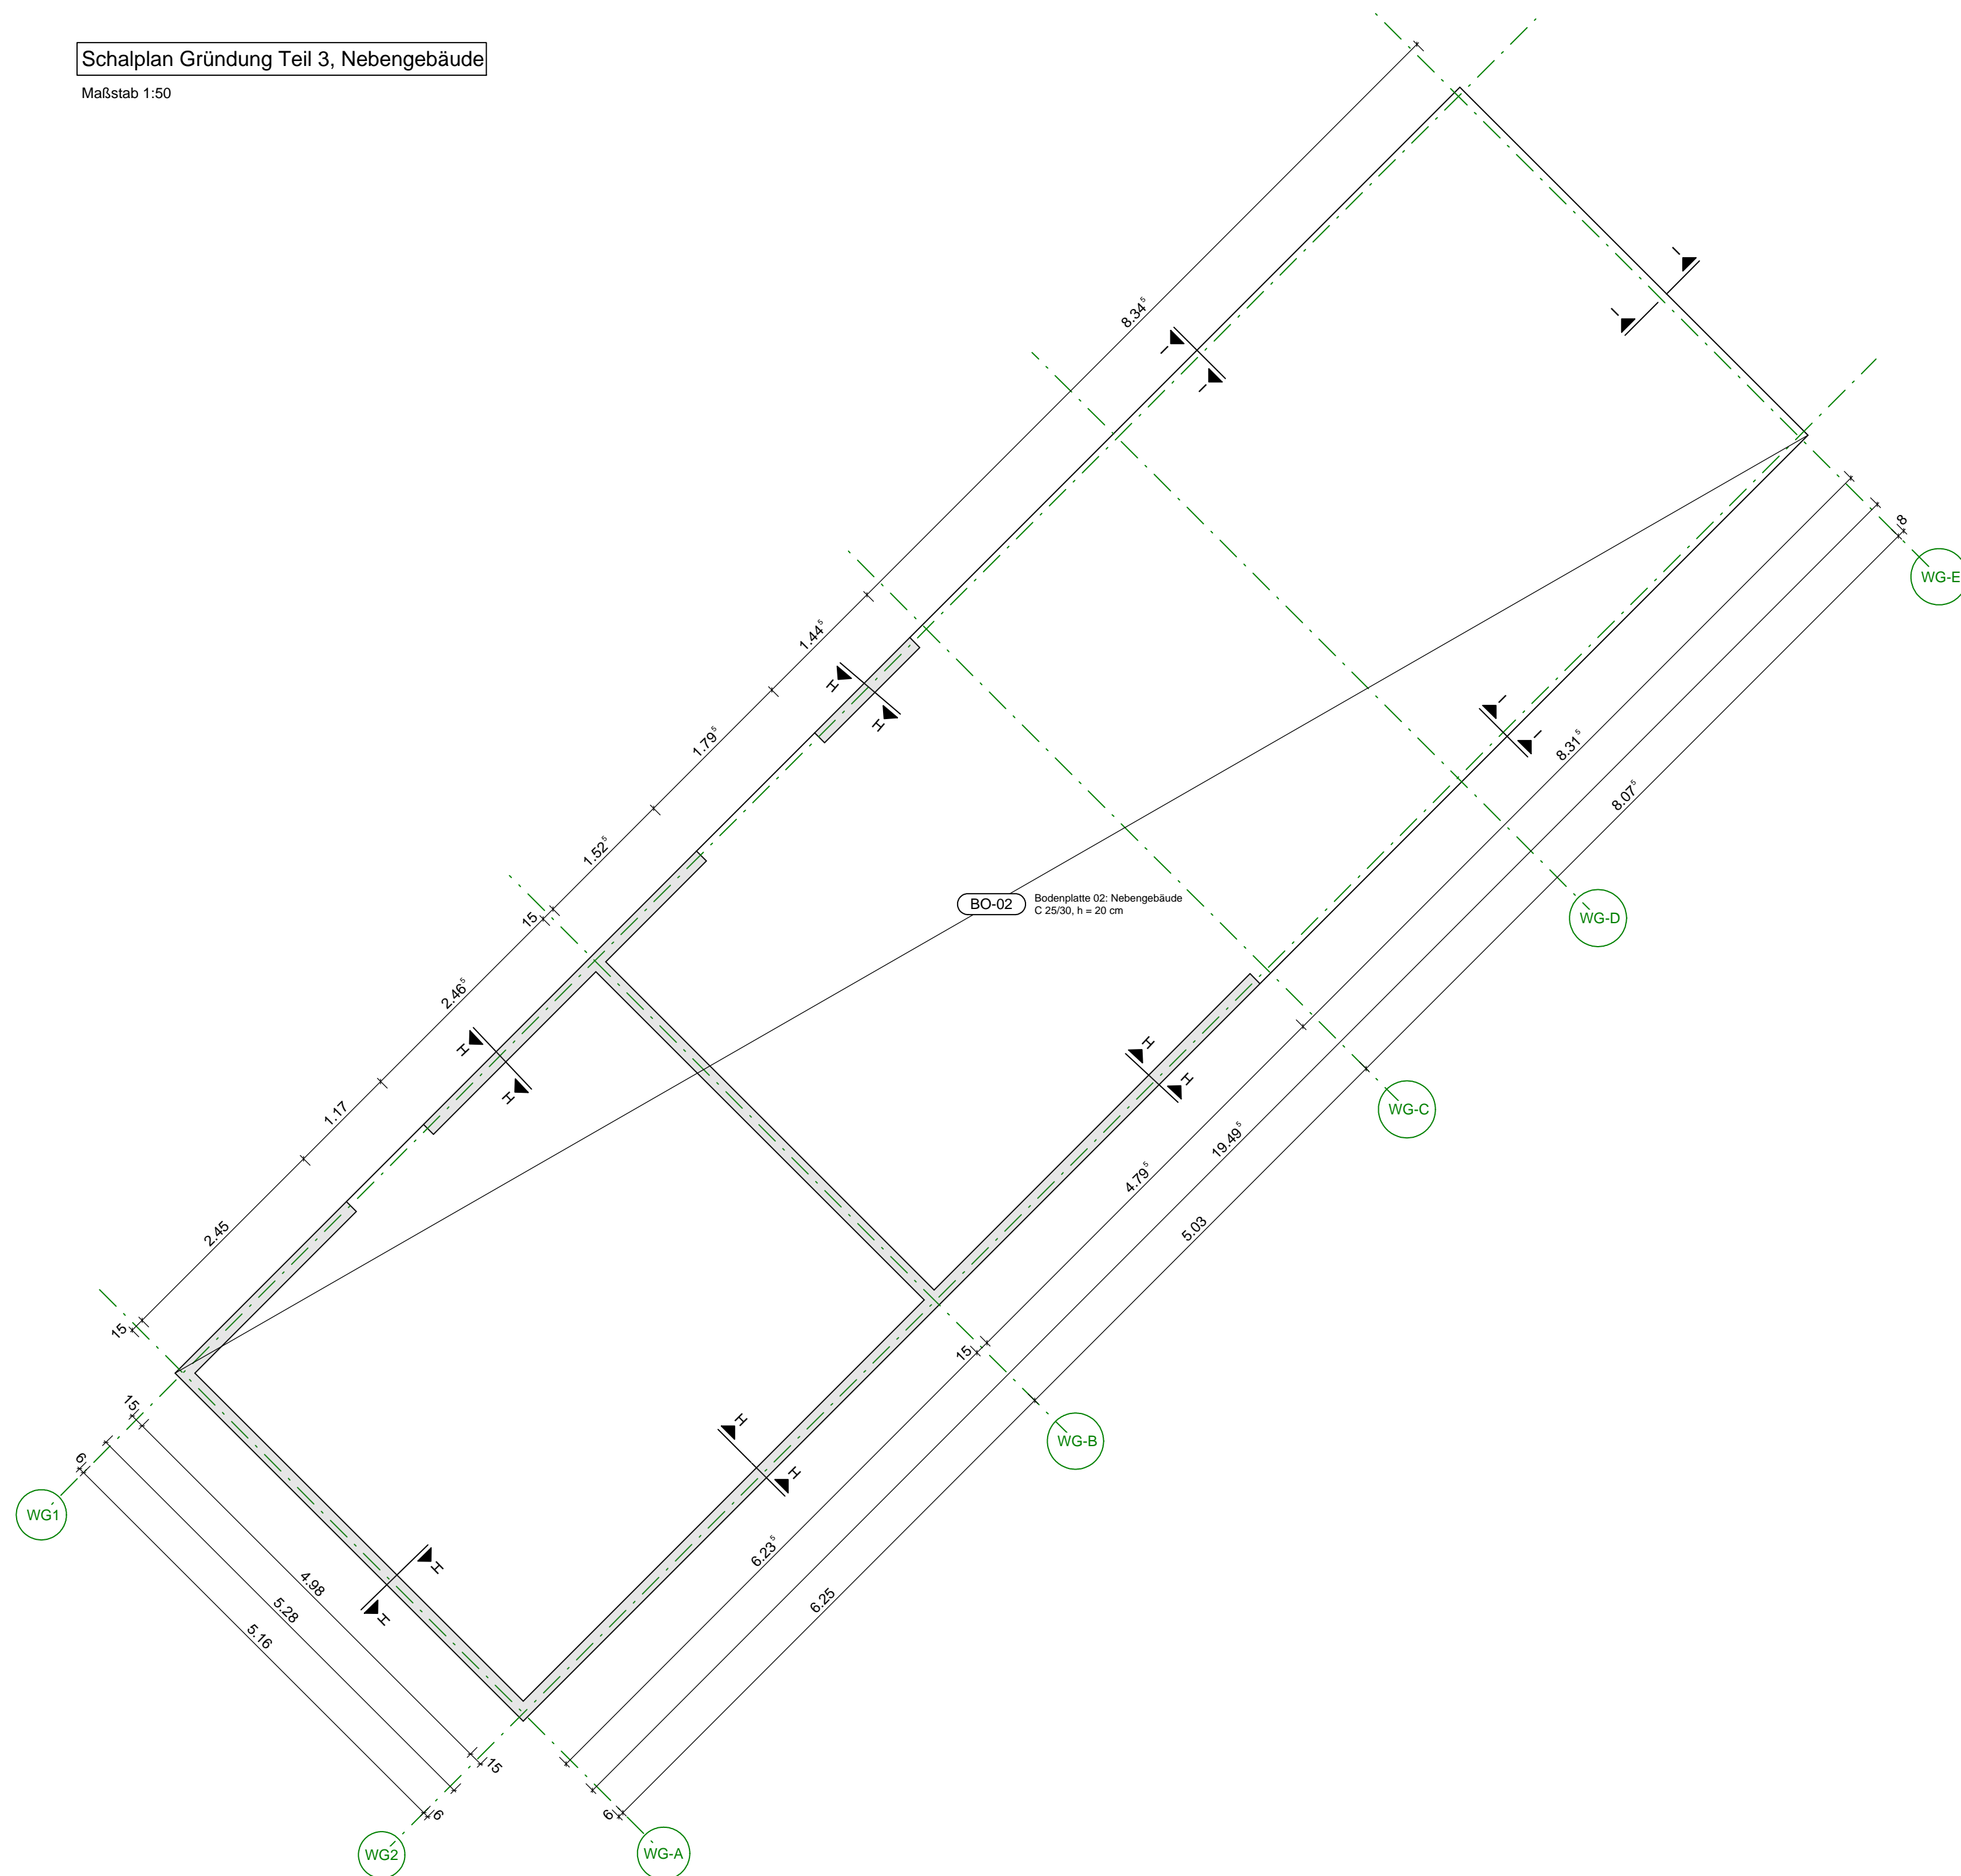 Schalplan Gründung Teil 3, Nebengebäude
Maßstab 1:50
8.34⁵
1.44⁵
1.79⁵
1.52⁵
15
2.46⁵
1.17
2.45
15
I
I
I
I
I
I
H
H
H
H
H
H
H
H
H
H
BO-02
Bodenplatte 02: Nebengebäude
C 25/30, h = 20 cm
8
WG-E
WG-D
WG-C
WG-B
WG-A
WG1
WG2
8.31⁵
8.07⁵
4.79⁵
19.49⁵
5.03
15
6.23⁵
6.25
6
15
6
4.98
5.28
5.16
15
6